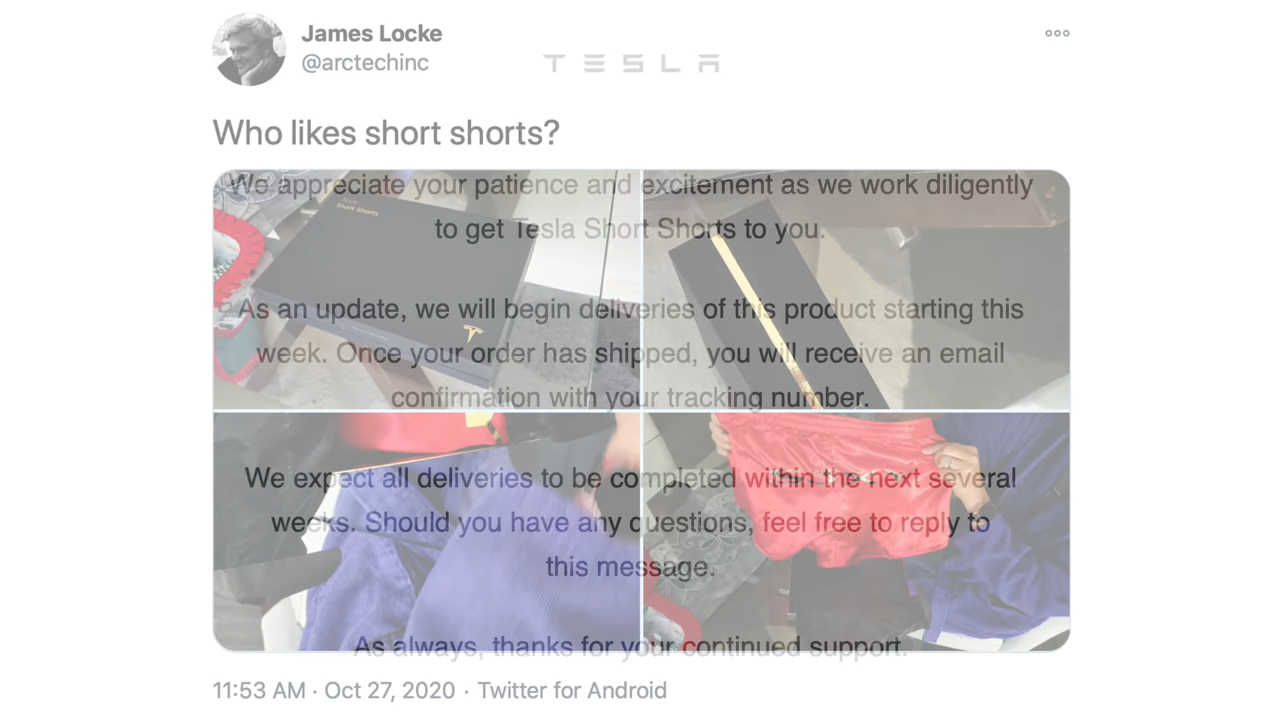 James Locke
@arctechinc
TESLA
Who likes short shorts?
We appreciate your patience and excitement as we work diligently
to get Tesla Short Shorts to you.
Tesla
Short Shorts
As an update, we will begin deliveries of this product starting this
week. Once your order has shipped, you will receive an email
confirmation with your tracking number.
We expect all deliveries to be completed within the next several
weeks. Should you have any questions, feel free to reply to
this message.
As always, thanks for your continued support.
11:53 AM · Oct 27, 2020 · Twitter for Android